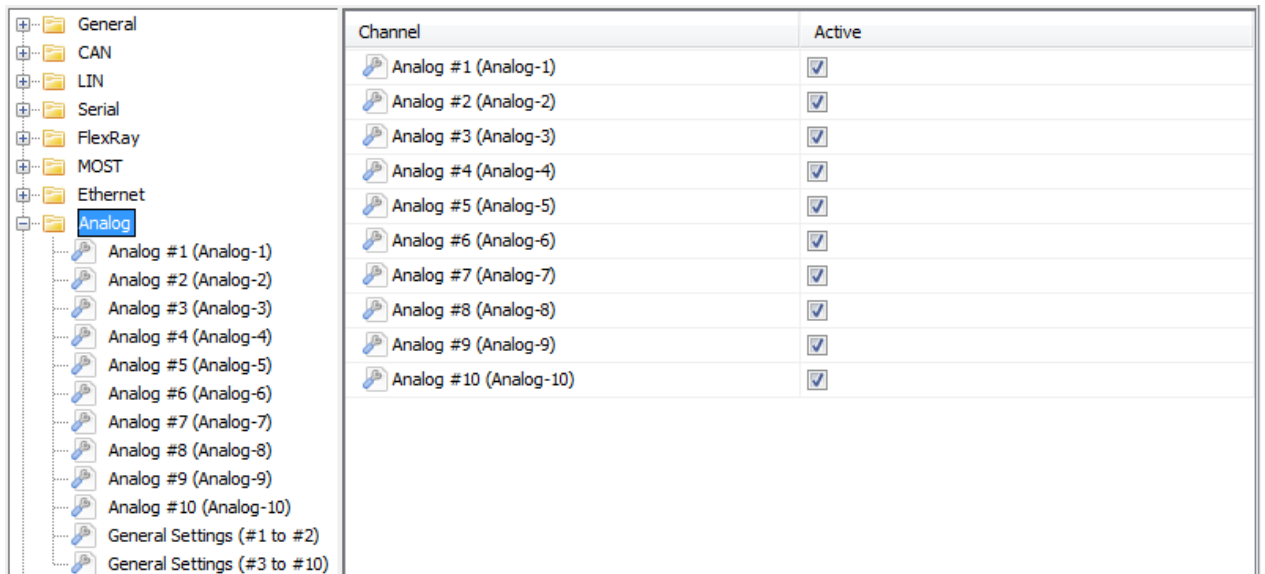 General
CAN
LIN
Serial
FlexRay
MOST
Ethernet
Analog
Analog #1 (Analog-1)
Analog #2 (Analog-2)
Analog #3 (Analog-3)
Analog #4 (Analog-4)
Analog #5 (Analog-5)
Analog #6 (Analog-6)
Analog #7 (Analog-7)
Analog #8 (Analog-8)
Analog #9 (Analog-9)
Analog #10 (Analog-10)
General Settings (#1 to #2)
General Settings (#3 to #10)
Channel Active
Analog #1 (Analog-1)
Analog #2 (Analog-2)
Analog #3 (Analog-3)
Analog #4 (Analog-4)
Analog #5 (Analog-5)
Analog #6 (Analog-6)
Analog #7 (Analog-7)
Analog #8 (Analog-8)
Analog #9 (Analog-9)
Analog #10 (Analog-10)